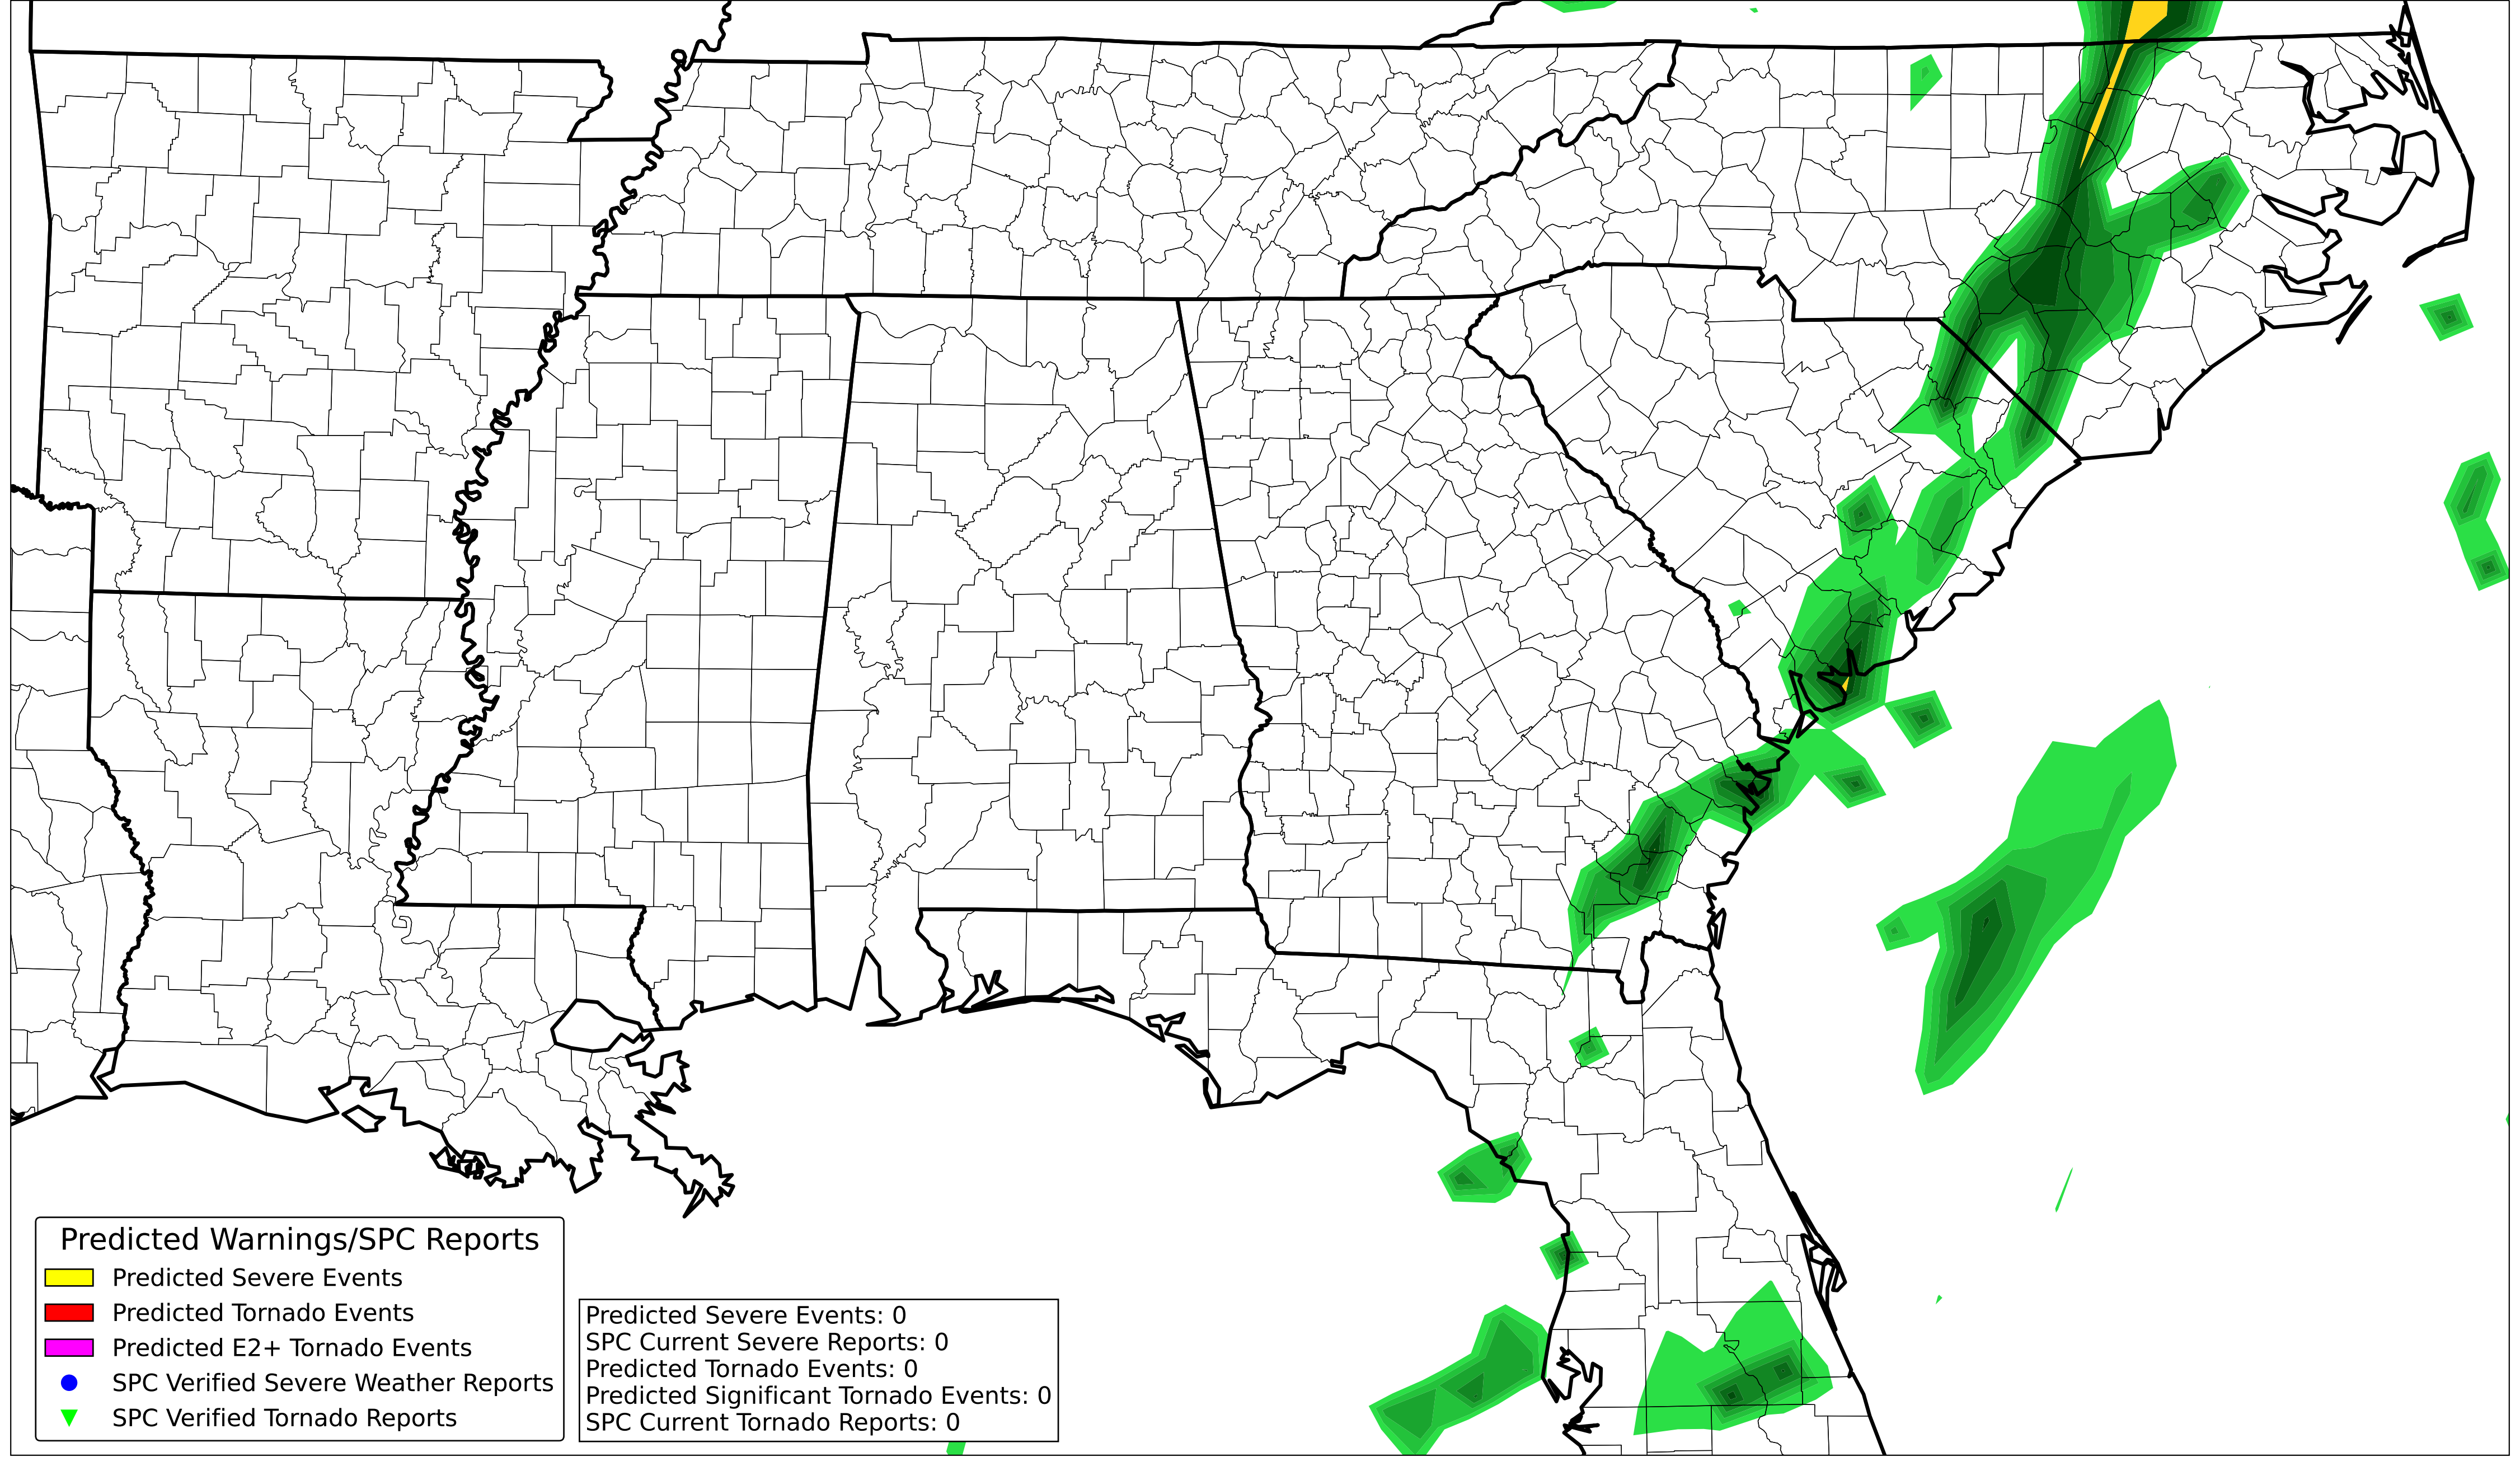 Predicted Warnings/SPC Reports
Predicted Severe Events
Predicted Tornado Events
Predicted E2+ Tornado Events
SPC Verified Severe Weather Reports
SPC Verified Tornado Reports
Predicted Severe Events: 0
SPC Current Severe Reports: 0
Predicted Tornado Events: 0
Predicted Significant Tornado Events: 0
SPC Current Tornado Reports: 0